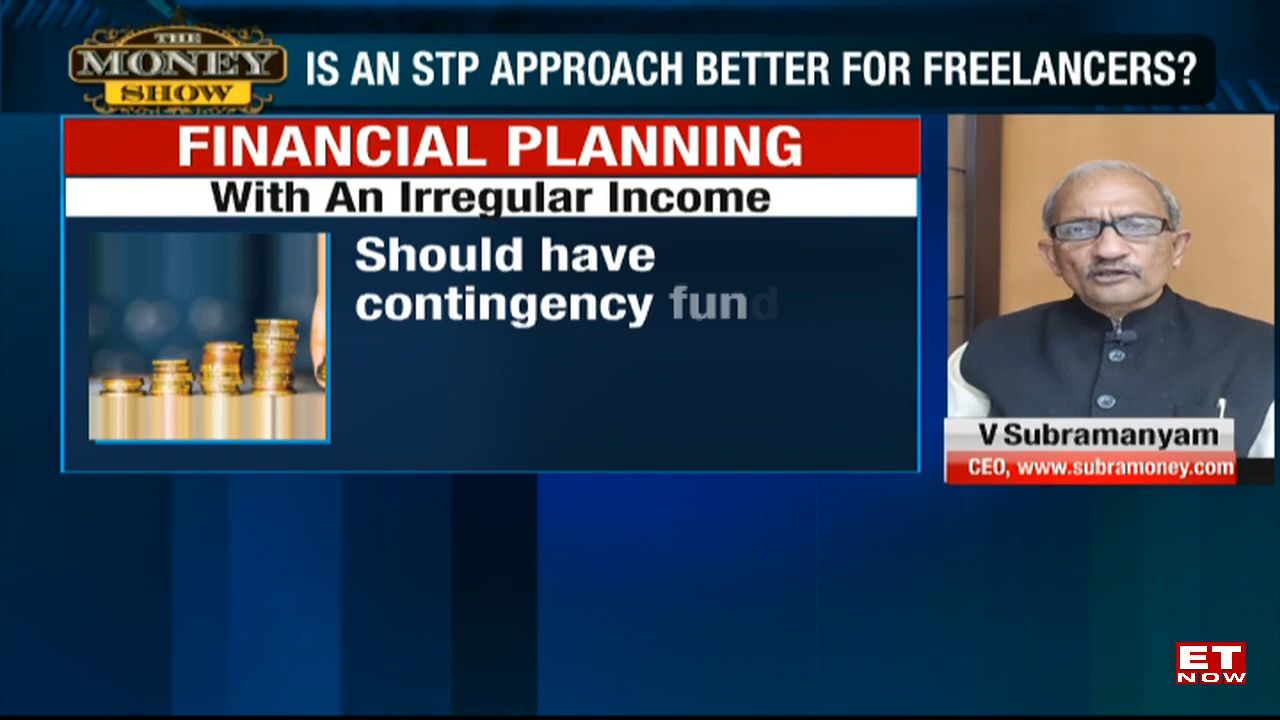 THE
MONEY
SHOW
IS AN STP APPROACH BETTER FOR FREELANCERS?
FINANCIAL PLANNING
With An Irregular Income
Should have
contingency fund
V Subramanyam
CEO, www.subramoney.com
ET
NOW